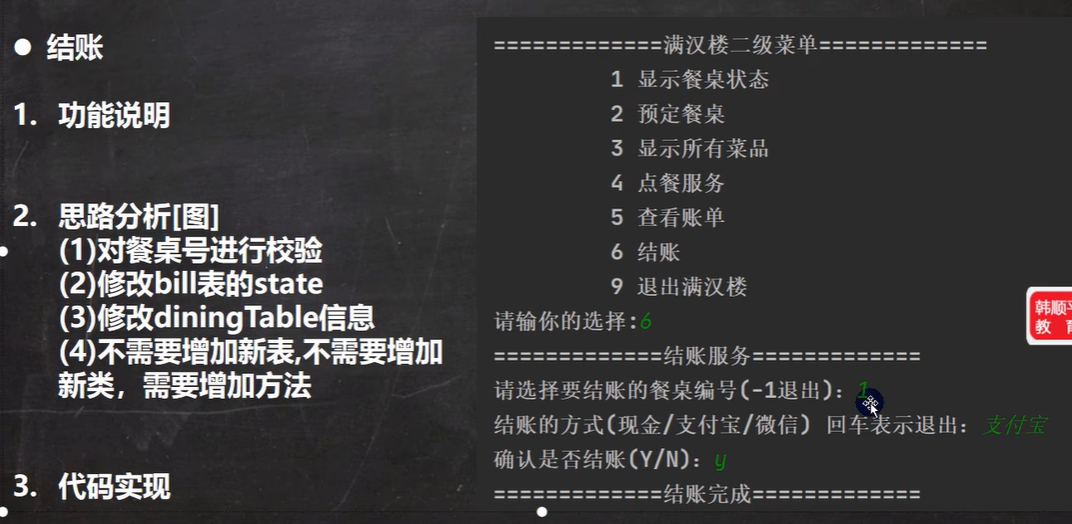 ● 结账
1. 功能说明
2. 思路分析[图]
(1)对餐桌号进行校验
(2)修改bill表的state
(3)修改diningTable信息
(4)不需要增加新表,不需要增加
新类，需要增加方法
3. 代码实现
=============满汉楼二级菜单=============
1 显示餐桌状态
2 预定餐桌
3 显示所有菜品
4 点餐服务
5 查看账单
6 结账
9 退出满汉楼
请输你的选择:6
=============结账服务=============
请选择要结账的餐桌编号(-1退出)：1
结账的方式(现金/支付宝/微信) 回车表示退出：支付宝
确认是否结账(Y/N)：y
=============结账完成=============
韩顺
教